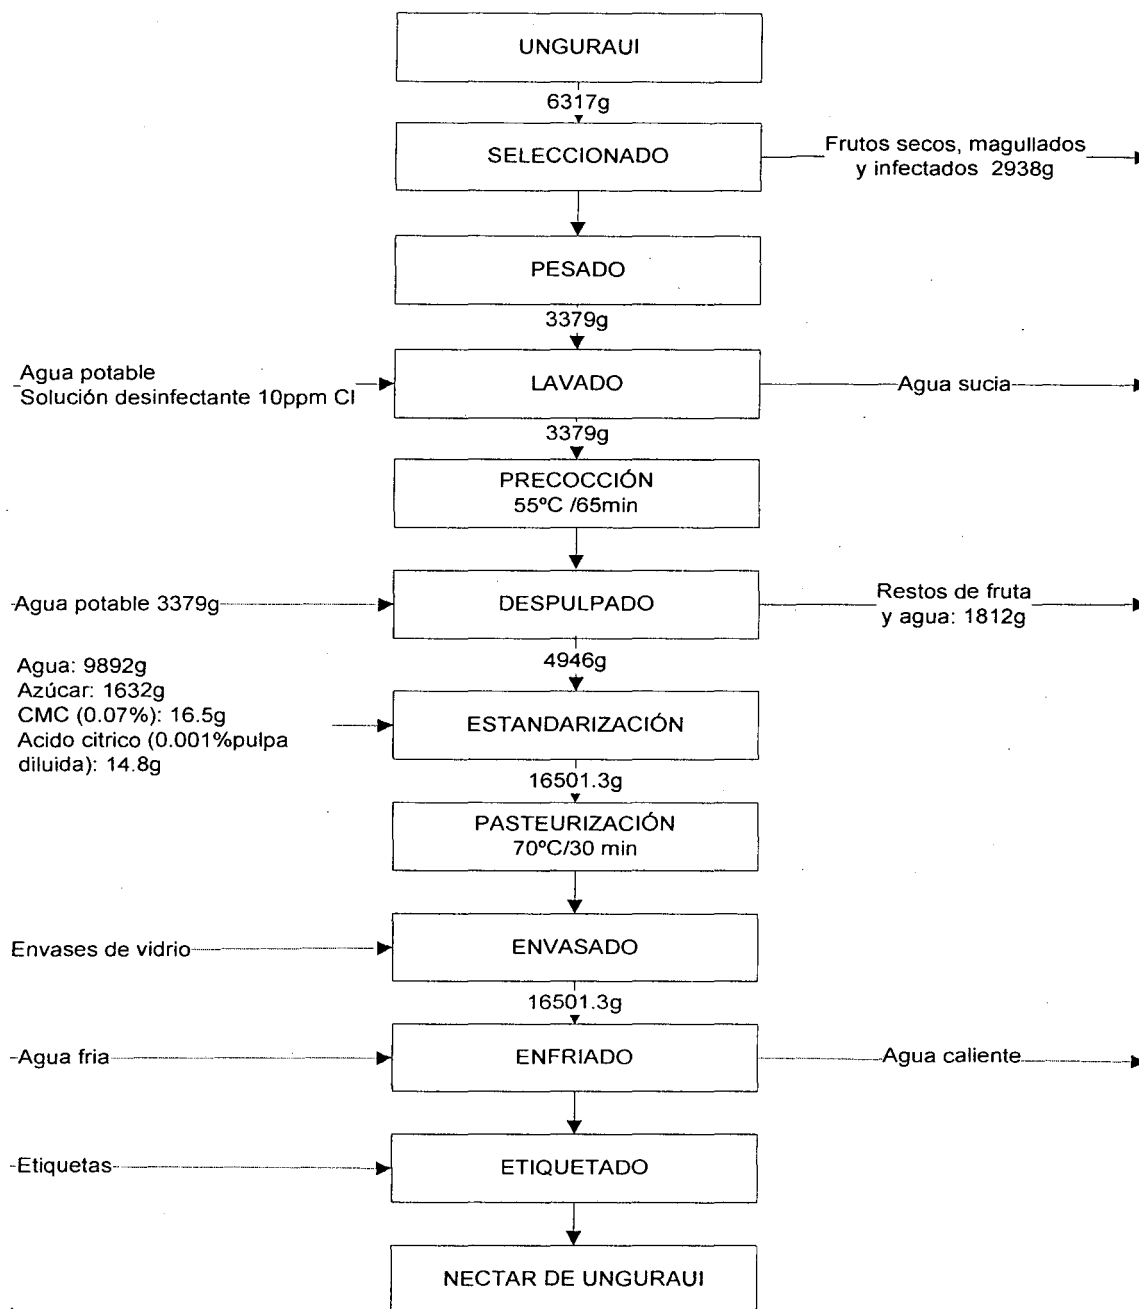 UNGURAUI
6317g
SELECCIONADO
Frutos secos, magullados
y infectados 2938g
PESADO
3379g
Agua potable
Solución desinfectante 10ppm Cl
LAVADO
Agua sucia
3379g
PRECOCCIÓN
55ºC /65min
Agua potable 3379g
DESPULPADO
Restos de fruta
y agua: 1812g
4946g
Agua: 9892g
Azúcar: 1632g
CMC (0.07%): 16.5g
Acido citrico (0.001%pulpa
diluida): 14.8g
ESTANDARIZACIÓN
16501.3g
PASTEURIZACIÓN
70ºC/30 min
Envases de vidrio
ENVASADO
16501.3g
Agua fria
ENFRIADO
Agua caliente
Etiquetas
ETIQUETADO
NECTAR DE UNGURAUI